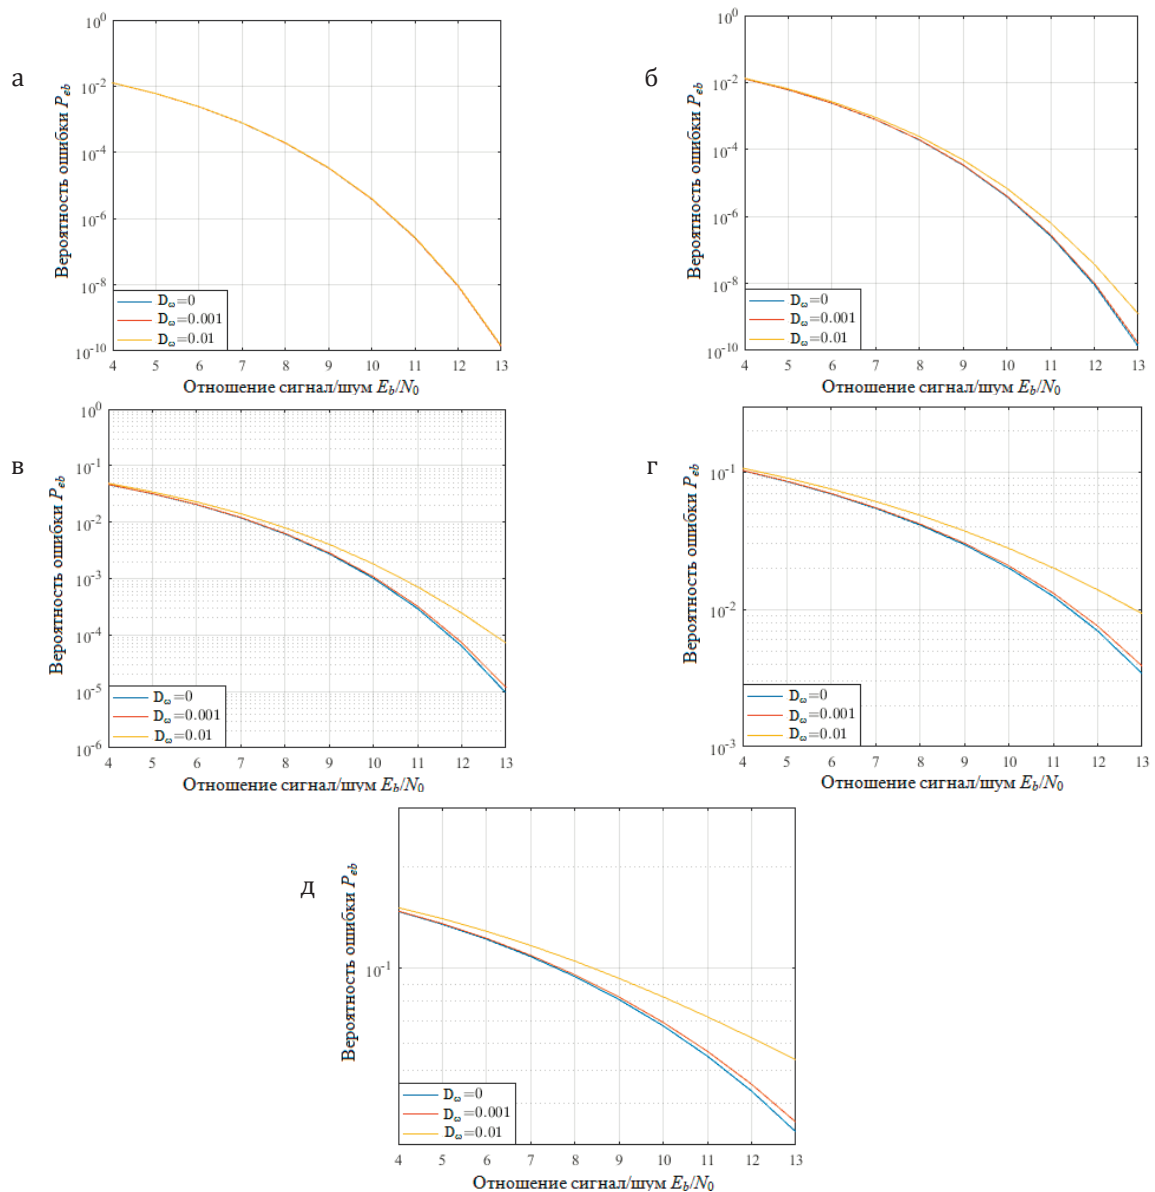 а
Вероятность ошибки P_eb
10^0
10^-2
10^-4
10^-6
10^-8
10^-10
D_ω=0
D_ω=0.001
D_ω=0.01
4 5 6 7 8 9 10 11 12 13
Отношение сигнал/шум E_b/N_0
б
Вероятность ошибки P_eb
10^0
10^-2
10^-4
10^-6
10^-8
10^-10
D_ω=0
D_ω=0.001
D_ω=0.01
4 5 6 7 8 9 10 11 12 13
Отношение сигнал/шум E_b/N_0
в
Вероятность ошибки P_eb
10^0
10^-1
10^-2
10^-3
10^-4
10^-5
10^-6
D_ω=0
D_ω=0.001
D_ω=0.01
4 5 6 7 8 9 10 11 12 13
Отношение сигнал/шум E_b/N_0
г
Вероятность ошибки P_eb
10^-1
10^-2
10^-3
D_ω=0
D_ω=0.001
D_ω=0.01
4 5 6 7 8 9 10 11 12 13
Отношение сигнал/шум E_b/N_0
д
Вероятность ошибки P_eb
10^-1
D_ω=0
D_ω=0.001
D_ω=0.01
4 5 6 7 8 9 10 11 12 13
Отношение сигнал/шум E_b/N_0